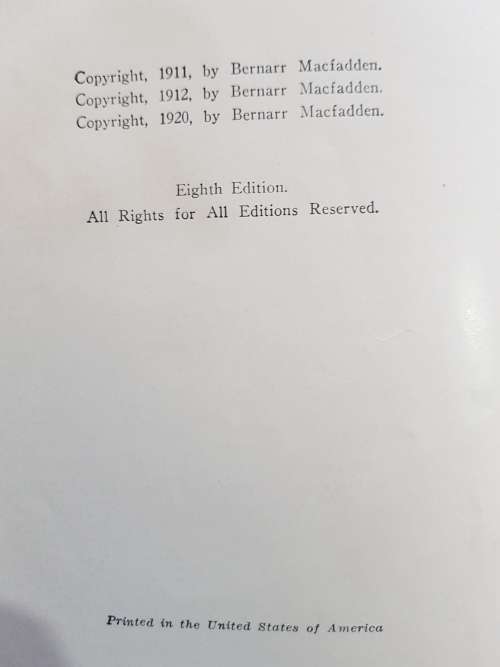 Copyright, 1911, by Bernarr Macfadden.
Copyright, 1912, by Bernarr Macfadden.
Copyright, 1920, by Bernarr Macfadden.
Eighth Edition.
All Rights for All Editions Reserved.
Printed in the United States of America